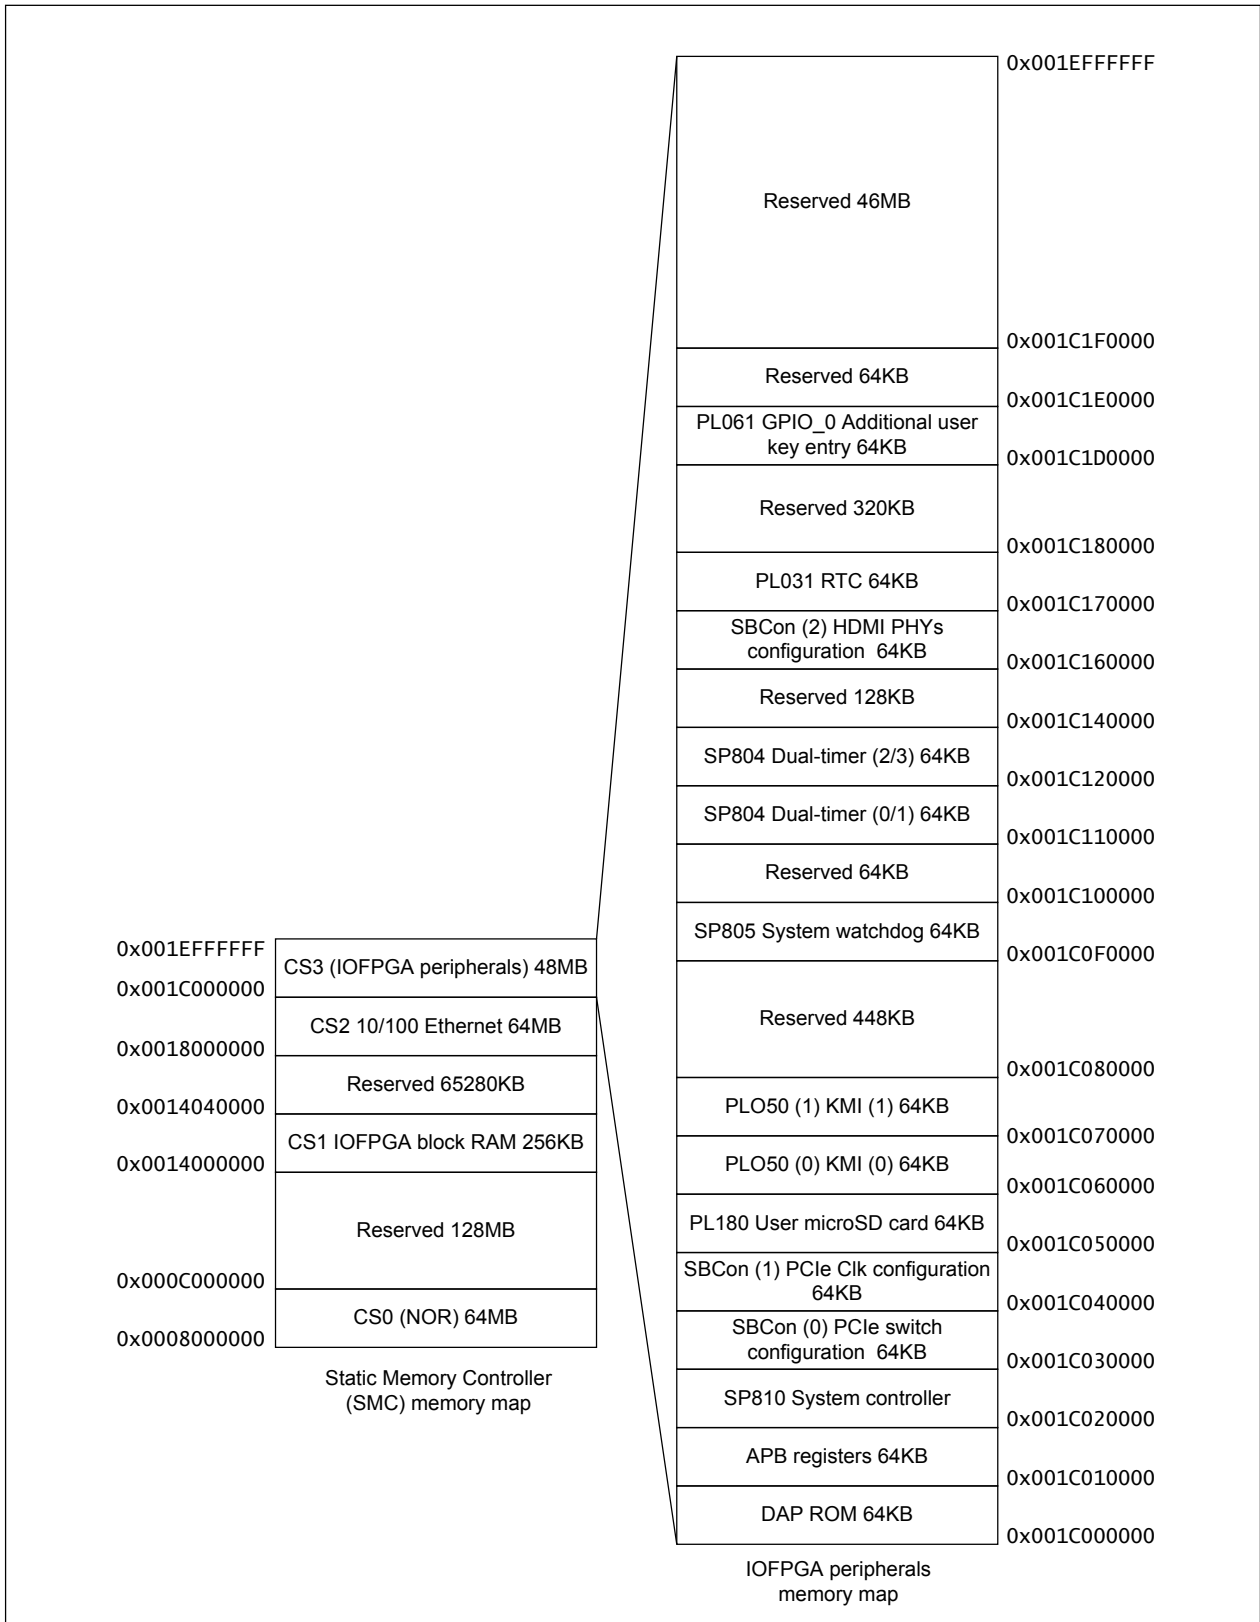 0x001EFFFFFF
Reserved 46MB
0x001C1F0000
Reserved 64KB
0x001C1E0000
PL061 GPIO_0 Additional user
key entry 64KB
0x001C1D0000
Reserved 320KB
0x001C180000
PL031 RTC 64KB
0x001C170000
SBCon (2) HDMI PHYs
configuration 64KB
0x001C160000
Reserved 128KB
0x001C140000
SP804 Dual-timer (2/3) 64KB
0x001C120000
SP804 Dual-timer (0/1) 64KB
0x001C110000
Reserved 64KB
0x001C100000
SP805 System watchdog 64KB
0x001C0F0000
Reserved 448KB
0x001C080000
PLO50 (1) KMI (1) 64KB
0x001C070000
PLO50 (0) KMI (0) 64KB
0x001C060000
PL180 User microSD card 64KB
0x001C050000
SBCon (1) PCIe Clk configuration
64KB
0x001C040000
SBCon (0) PCIe switch
configuration 64KB
0x001C030000
SP810 System controller
0x001C020000
APB registers 64KB
0x001C010000
DAP ROM 64KB
0x001C000000
IOFPGA peripherals
memory map
0x001EFFFFFF
CS3 (IOFPGA peripherals) 48MB
0x001C000000
CS2 10/100 Ethernet 64MB
0x0018000000
Reserved 65280KB
0x0014040000
CS1 IOFPGA block RAM 256KB
0x0014000000
Reserved 128MB
0x000C000000
CS0 (NOR) 64MB
0x0008000000
Static Memory Controller
(SMC) memory map